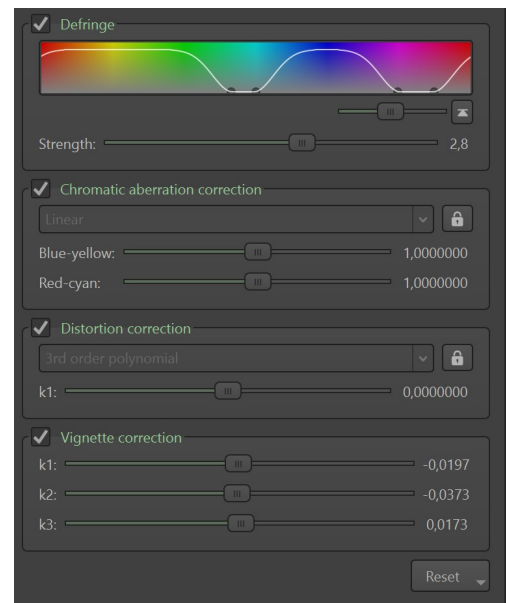 Defringe
Strength: 2,8
Chromatic aberration correction
Linear
Blue-yellow: 1,0000000
Red-cyan: 1,0000000
Distortion correction
3rd order polynomial
k1: 0,0000000
Vignette correction
k1: -0,0197
k2: -0,0373
k3: 0,0173
Reset